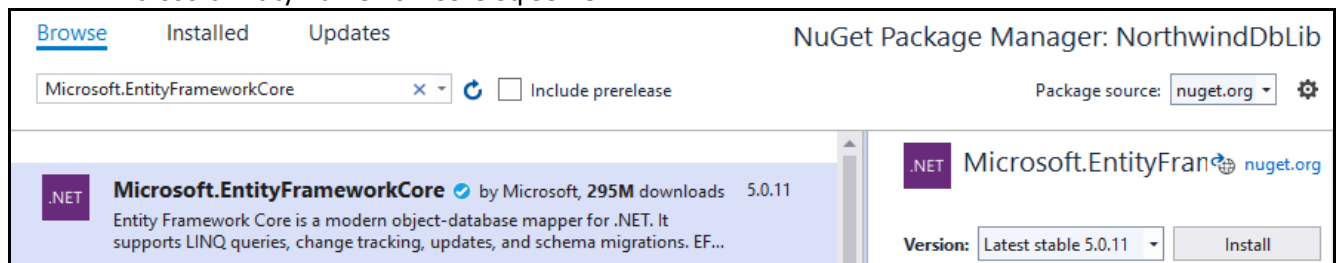 Browse Installed Updates NuGet Package Manager: NorthwindDbLib
Microsoft.EntityFrameworkCore Include prerelease Package source: nuget.org
.NET Microsoft.EntityFrameworkCore by Microsoft, 295M downloads 5.0.11
Entity Framework Core is a modern object-database mapper for .NET. It
supports LINQ queries, change tracking, updates, and schema migrations. EF...
.NET Microsoft.EntityFran nuget.org
Version: Latest stable 5.0.11 Install